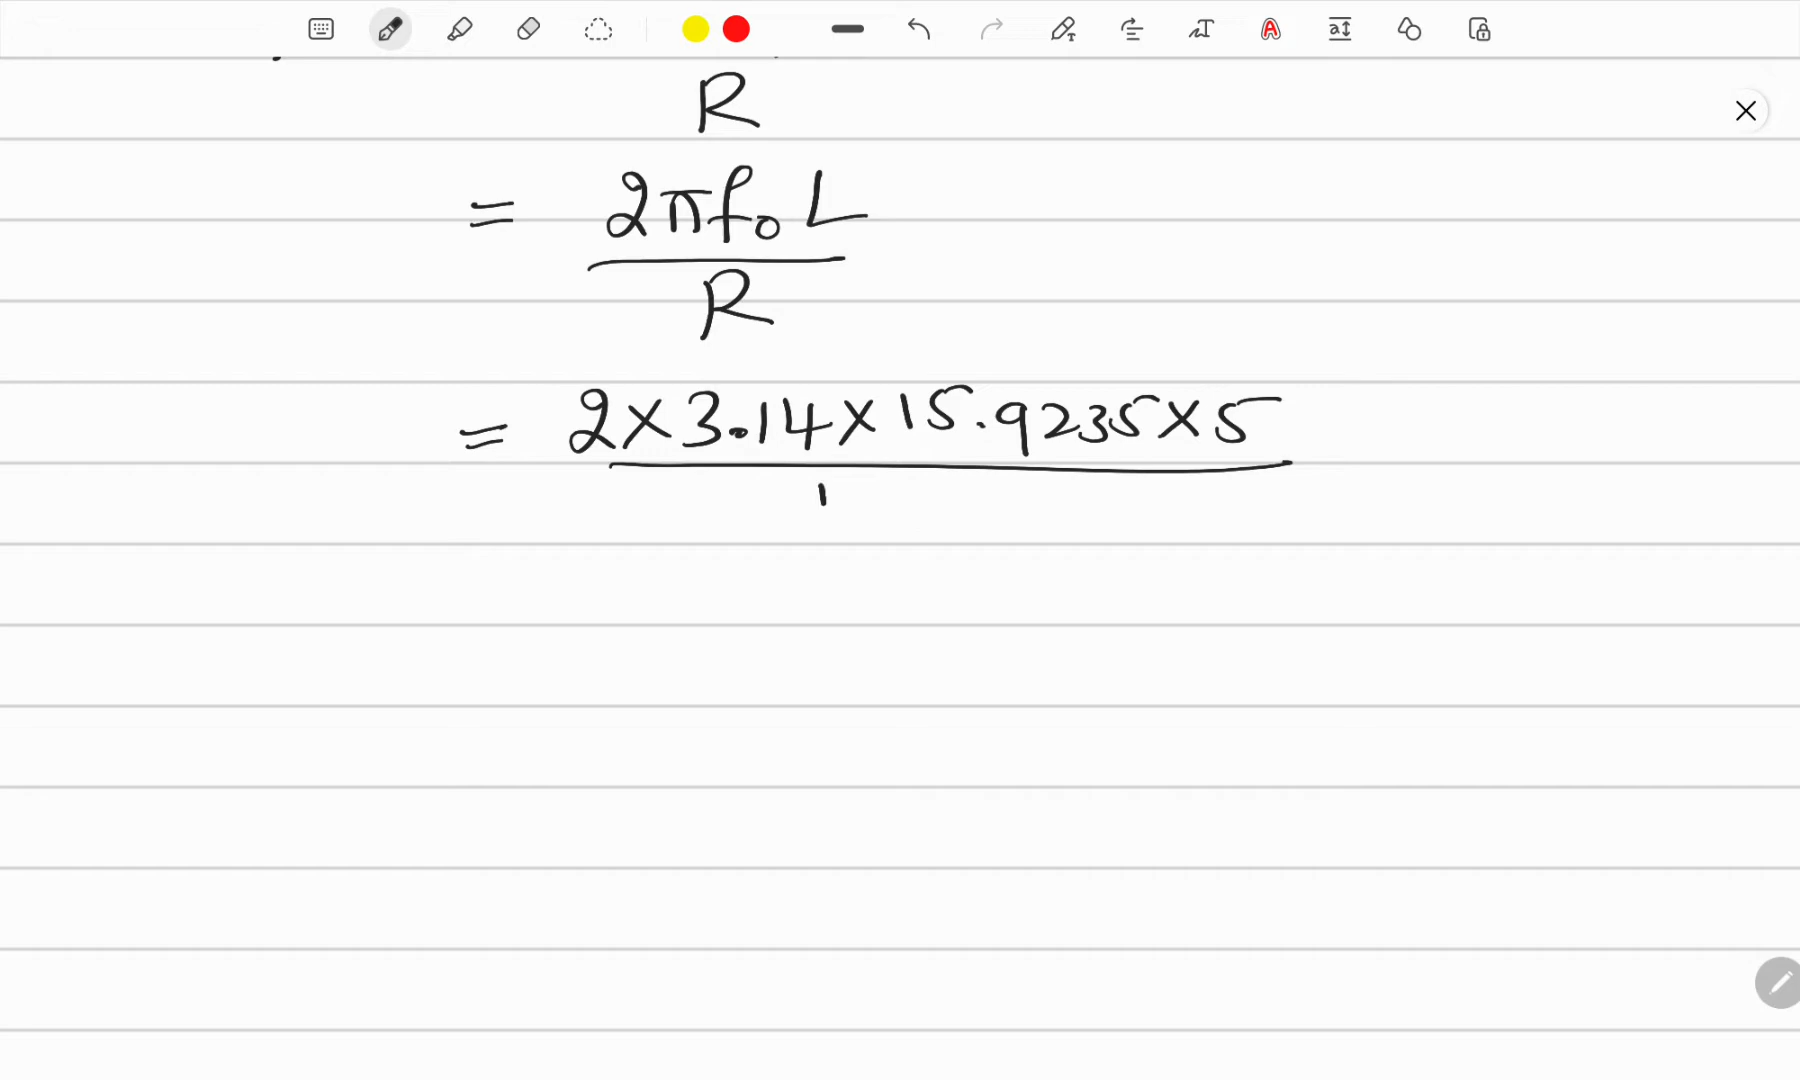 R
= 2πf₀L
R
= 2×3.14×15.9235×5
1